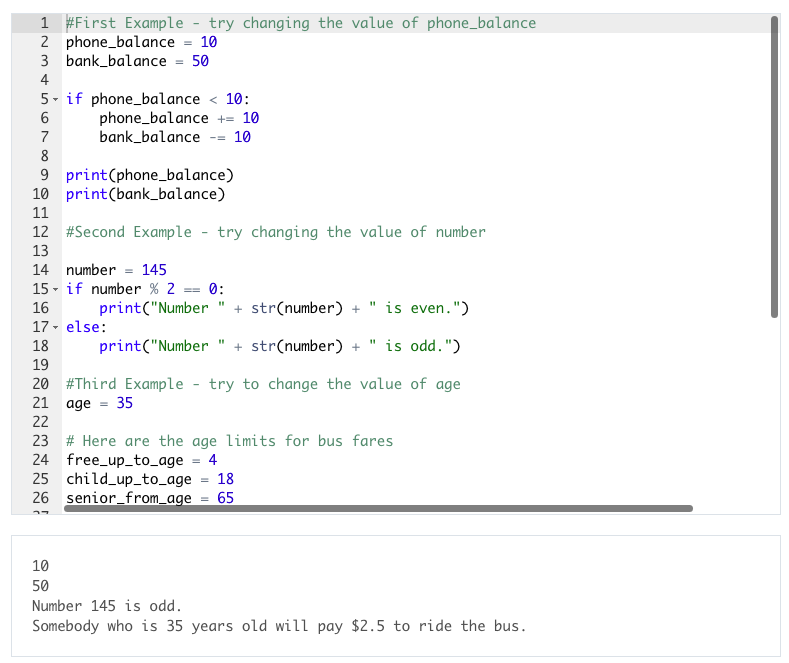 1 #First Example - try changing the value of phone_balance
2 phone_balance = 10
3 bank_balance = 50
4
5 if phone_balance < 10:
6     phone_balance += 10
7     bank_balance -= 10
8
9 print(phone_balance)
10 print(bank_balance)
11
12 #Second Example - try changing the value of number
13
14 number = 145
15 if number % 2 == 0:
16     print("Number " + str(number) + " is even.")
17 else:
18     print("Number " + str(number) + " is odd.")
19
20 #Third Example - try to change the value of age
21 age = 35
22
23 # Here are the age limits for bus fares
24 free_up_to_age = 4
25 child_up_to_age = 18
26 senior_from_age = 65
10
50
Number 145 is odd.
Somebody who is 35 years old will pay $2.5 to ride the bus.